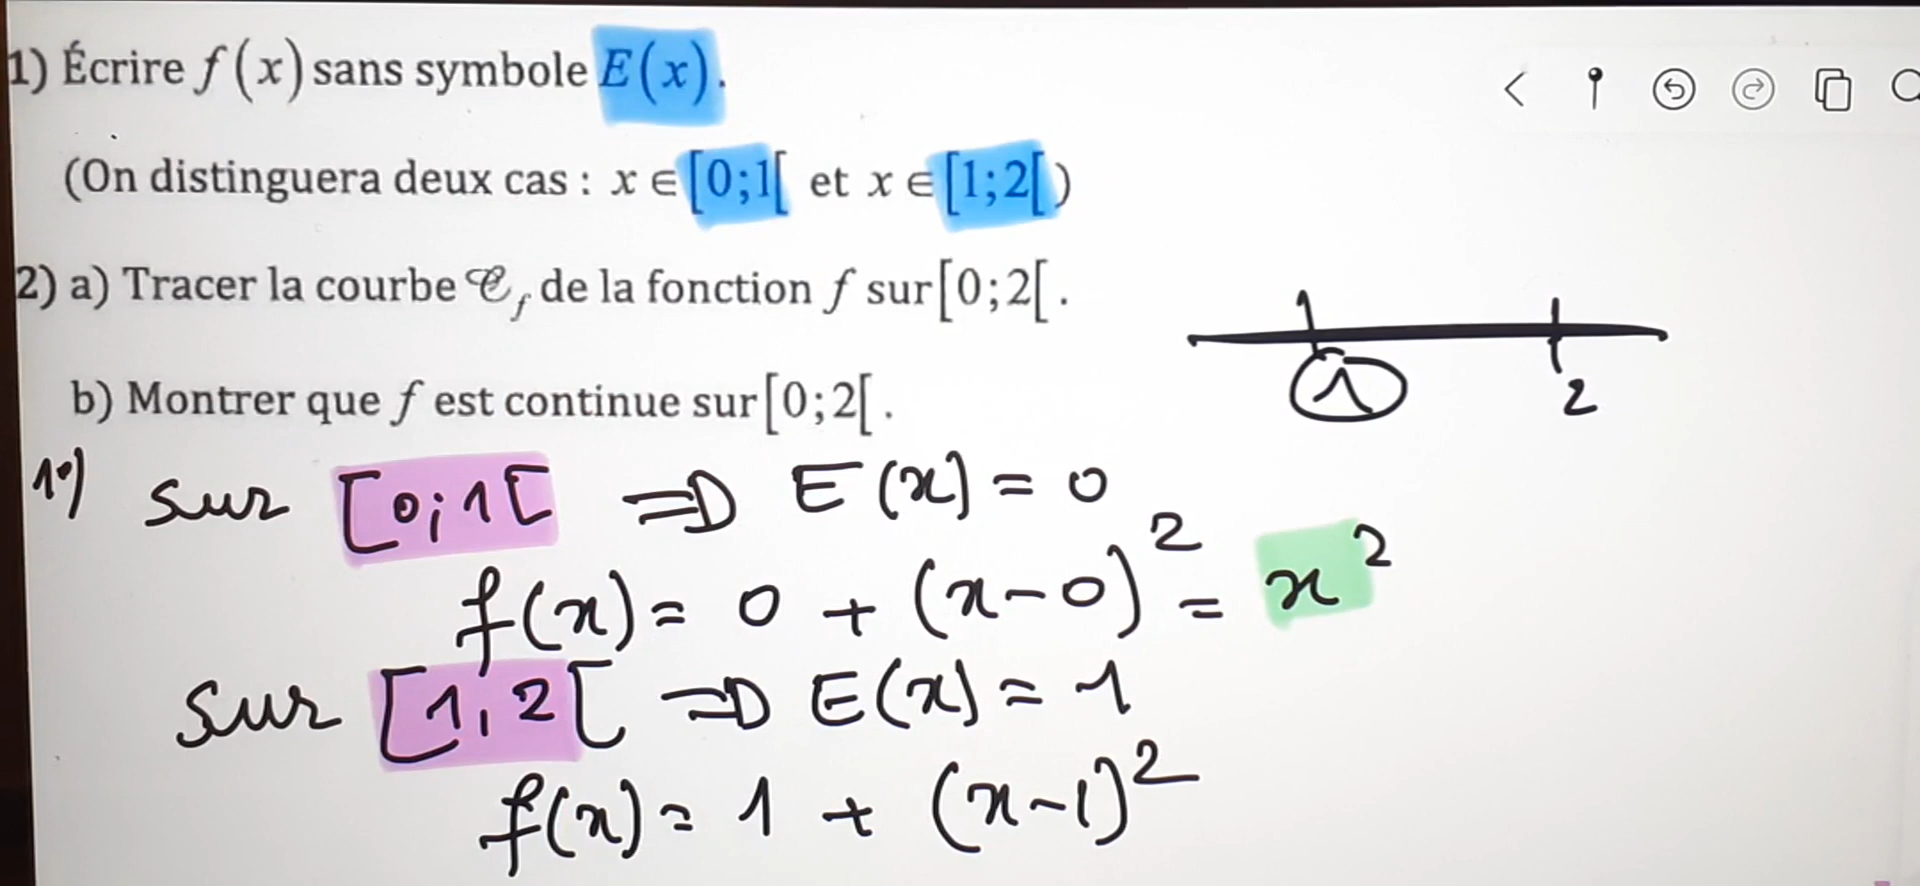 1) Écrire f(x) sans symbole E(x).
(On distinguera deux cas : x ∈ [0;1[ et x ∈ [1;2[)
2) a) Tracer la courbe 𝒞f de la fonction f sur [0;2[.
b) Montrer que f est continue sur [0;2[.
1 2
1°) sur [0;1[ ⇒ E(x) = 0
f(x) = 0 + (x-0)² = x²
sur [1,2[ ⇒ E(x) = 1
f(x) = 1 + (x-1)²